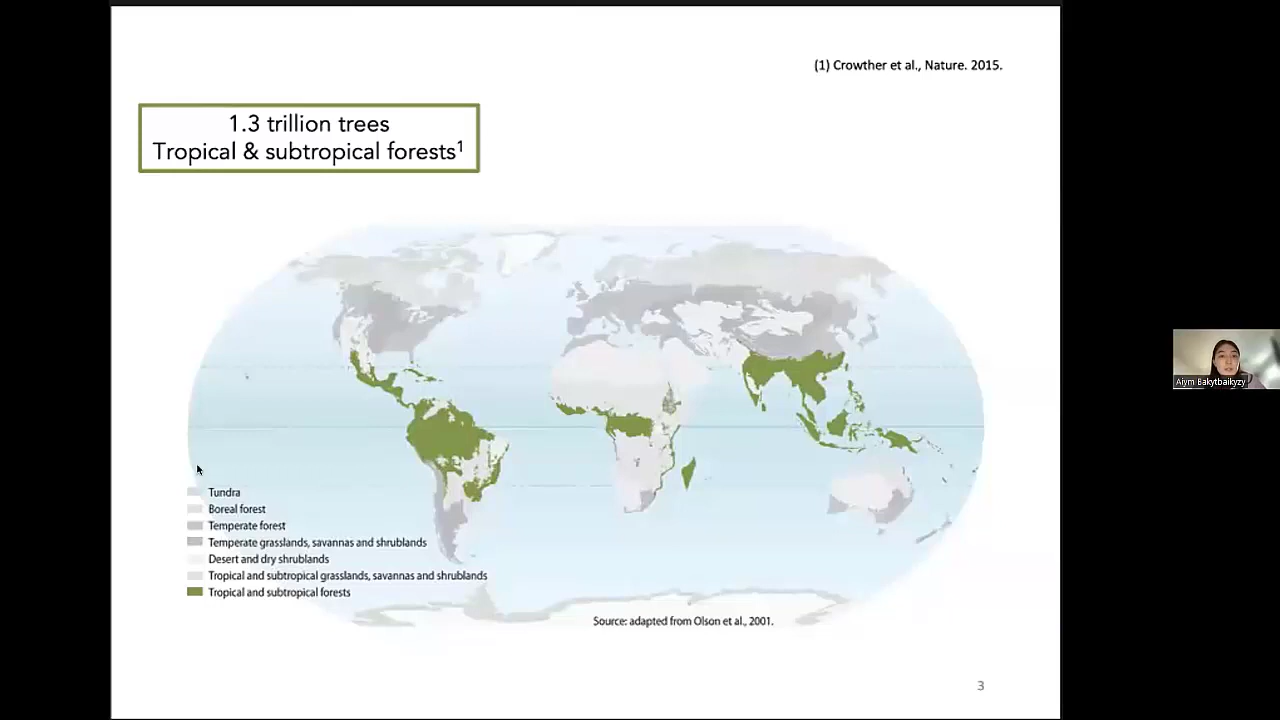 (1) Crowther et al., Nature. 2015.
1.3 trillion trees
Tropical & subtropical forests1
Tundra
Boreal forest
Temperate forest
Temperate grasslands, savannas and shrublands
Desert and dry shrublands
Tropical and subtropical grasslands, savannas and shrublands
Tropical and subtropical forests
Source: adapted from Olson et al., 2001.
3
Aiym Bakytbaikyzy